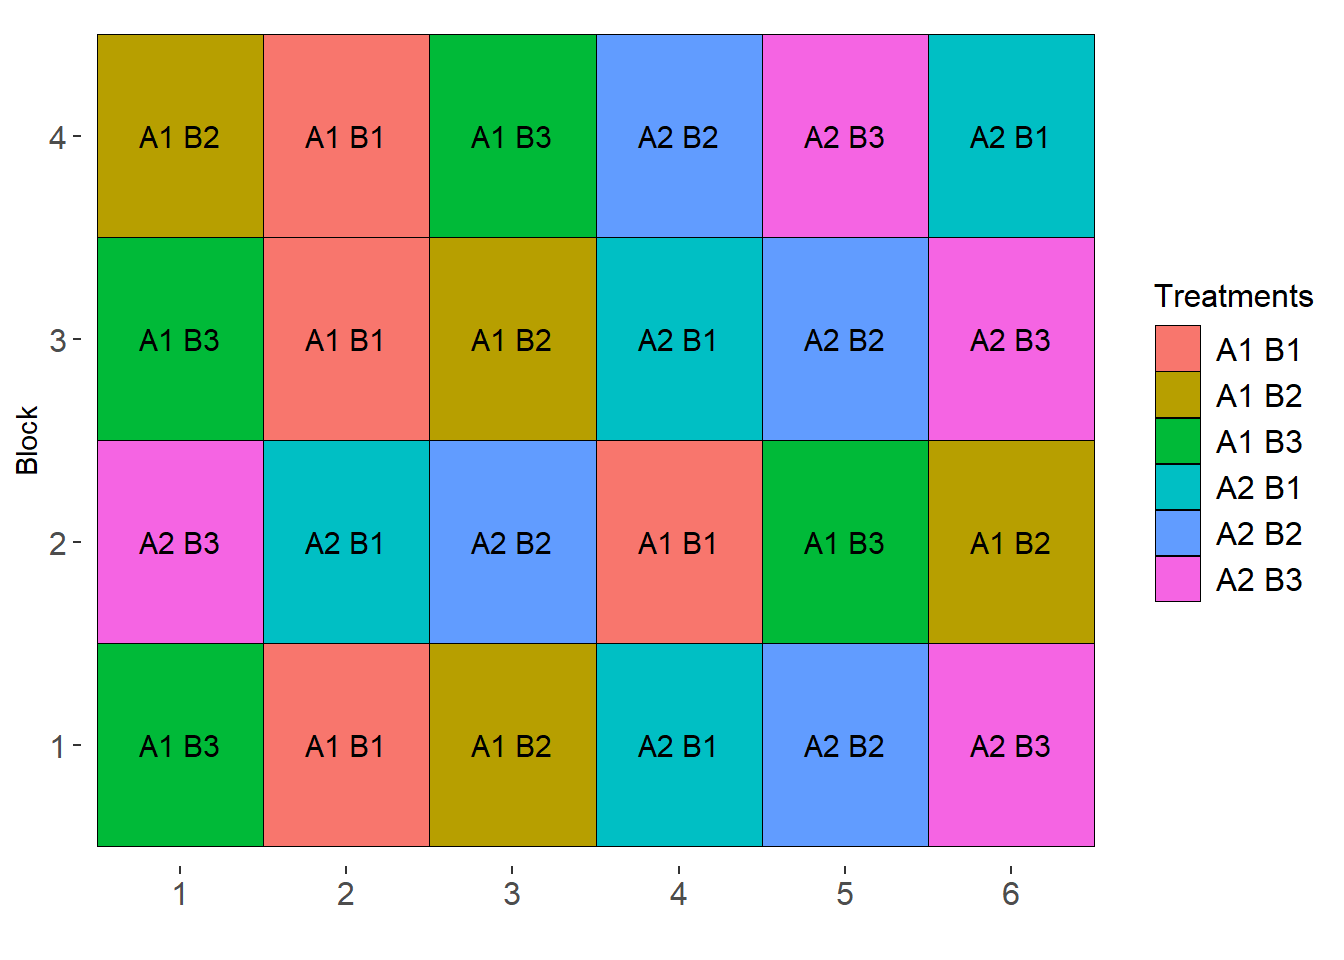 4
A1 B2 A1 B1 A1 B3 A2 B2 A2 B3 A2 B1
3
A1 B3 A1 B1 A1 B2 A2 B1 A2 B2 A2 B3
Block
2
A2 B3 A2 B1 A2 B2 A1 B1 A1 B3 A1 B2
1
A1 B3 A1 B1 A1 B2 A2 B1 A2 B2 A2 B3
1 2 3 4 5 6
Treatments
A1 B1
A1 B2
A1 B3
A2 B1
A2 B2
A2 B3